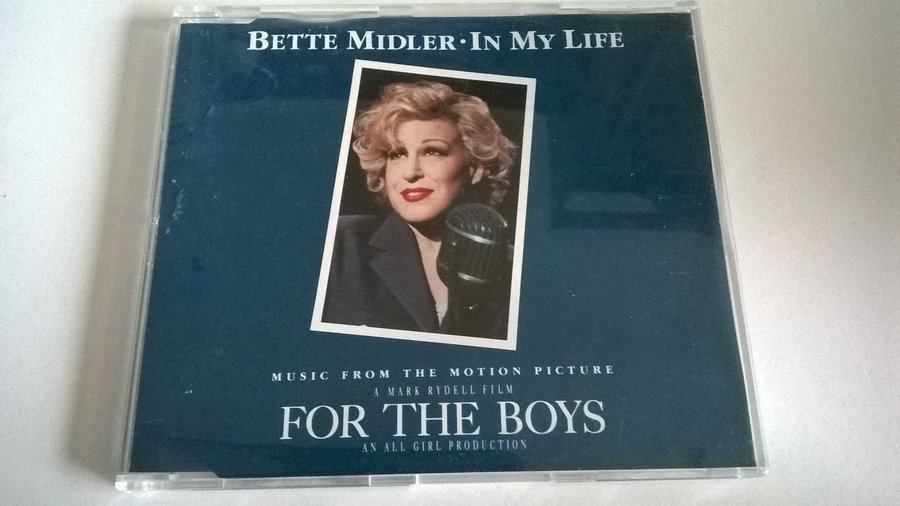 BETTE MIDLER · IN MY LIFE
MUSIC FROM THE MOTION PICTURE
A MARK RYDELL FILM
FOR THE BOYS
AN ALL GIRL PRODUCTION